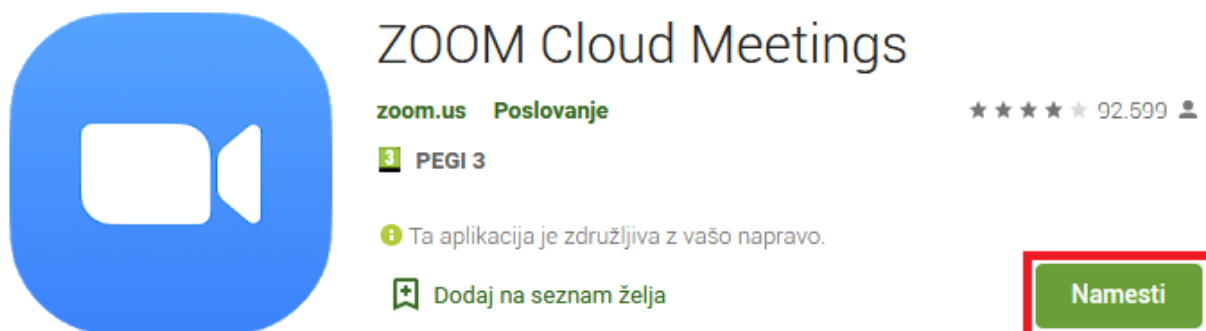 ZOOM Cloud Meetings
zoom.us Poslovanje 92.599
3 PEGI 3
Ta aplikacija je združljiva z vašo napravo.
Dodaj na seznam želja
Namesti